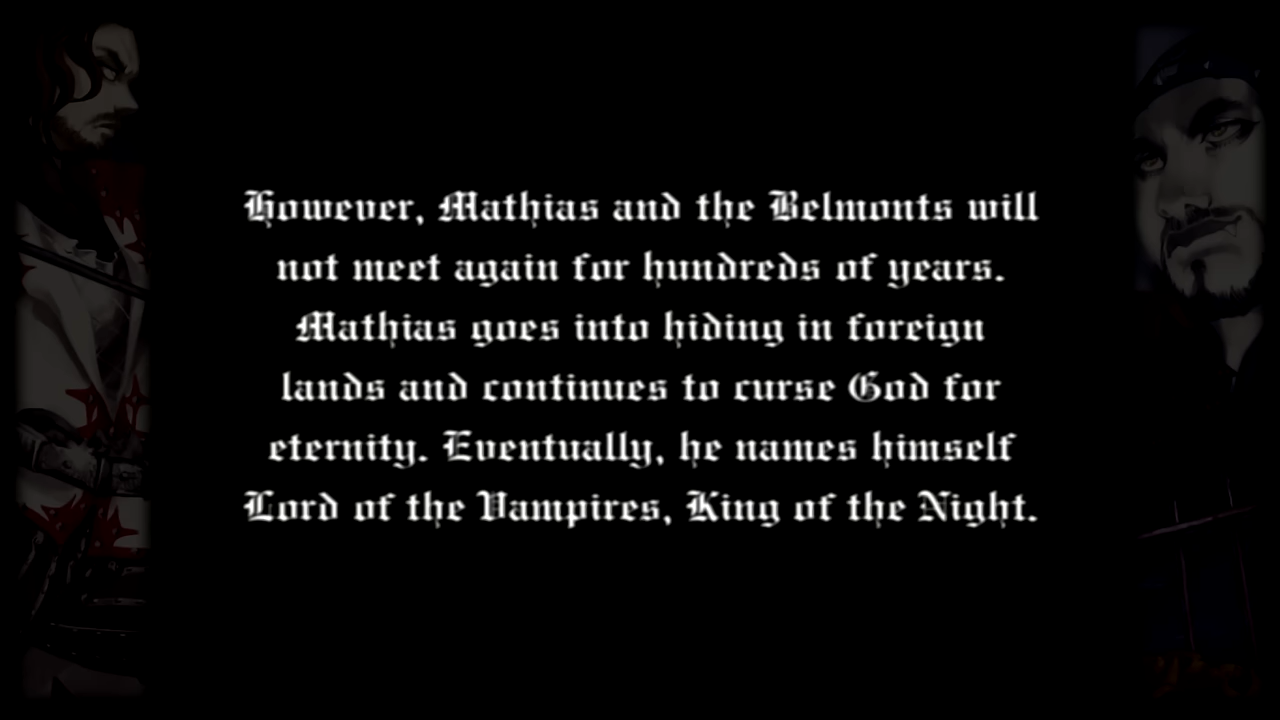 However, Mathias and the Belmonts will
not meet again for hundreds of years.
Mathias goes into hiding in foreign
lands and continues to curse God for
eternity. Eventually, he names himself
Lord of the Vampires, King of the Night.